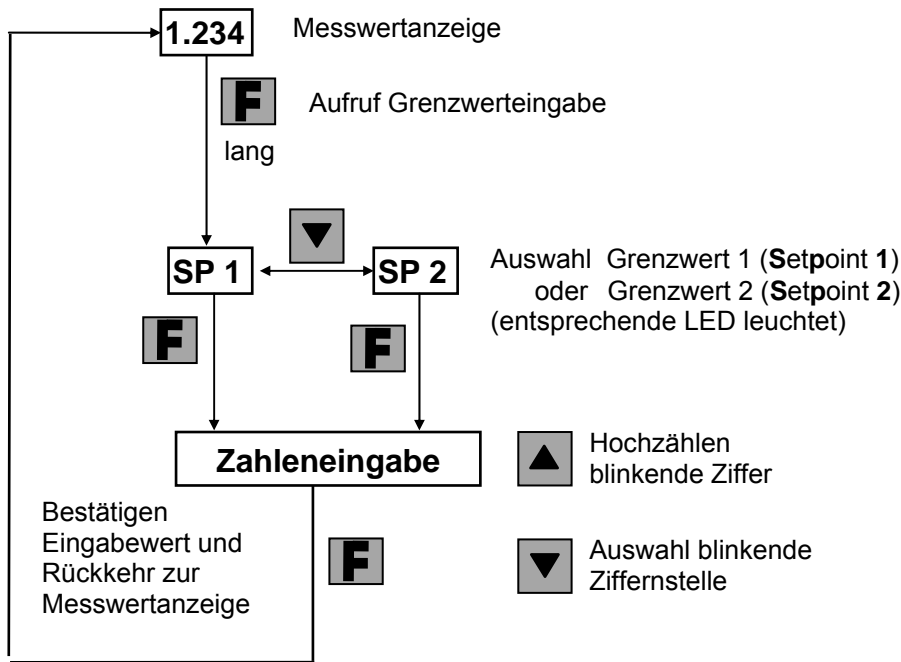 1.234
Messwertanzeige
F
Aufruf Grenzwerteingabe
lang
SP 1
SP 2
Auswahl Grenzwert 1 (Setpoint 1)
oder Grenzwert 2 (Setpoint 2)
(entsprechende LED leuchtet)
F
F
Zahleneingabe
Hochzählen
blinkende Ziffer
Bestätigen
Eingabewert und
Rückkehr zur
Messwertanzeige
F
Auswahl blinkende
Ziffernstelle